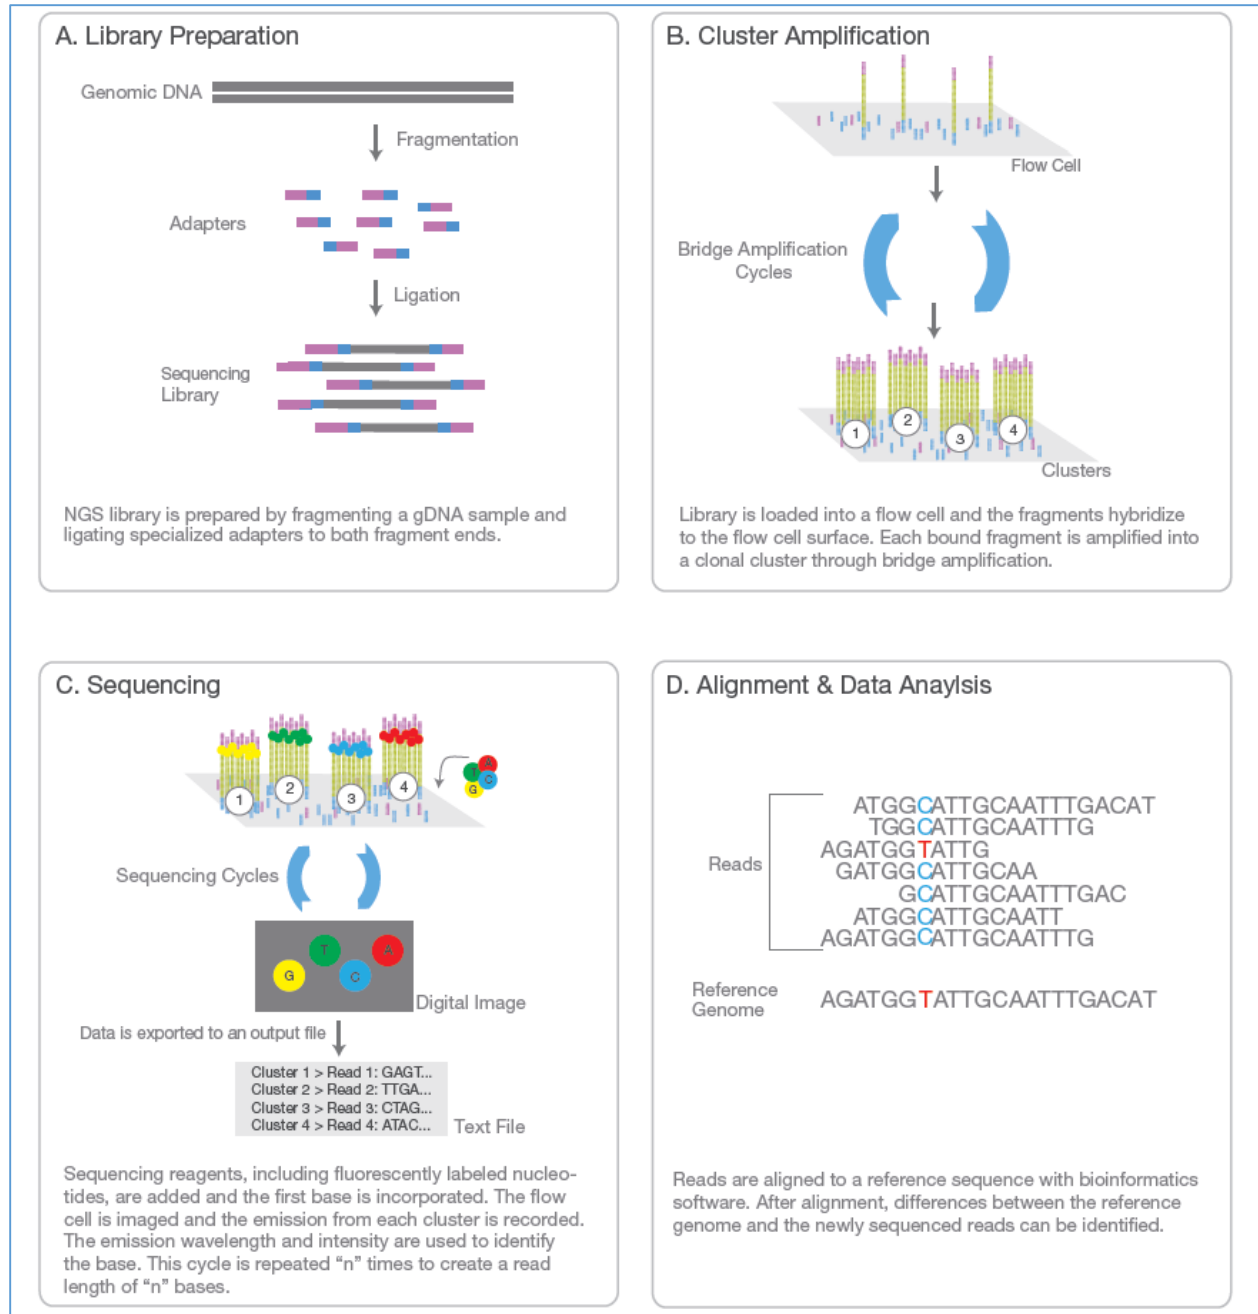 A. Library Preparation
Genomic DNA
Fragmentation
Adapters
Ligation
Sequencing
Library
NGS library is prepared by fragmenting a gDNA sample and
ligating specialized adapters to both fragment ends.
B. Cluster Amplification
Flow Cell
Bridge Amplification
Cycles
1
2
3
4
Clusters
Library is loaded into a flow cell and the fragments hybridize
to the flow cell surface. Each bound fragment is amplified into
a clonal cluster through bridge amplification.
C. Sequencing
1
2
3
4
A
T
C
G
Sequencing Cycles
T
A
G
C
Digital Image
Data is exported to an output file
Cluster 1 > Read 1: GAGT...
Cluster 2 > Read 2: TTGA...
Cluster 3 > Read 3: CTAG...
Cluster 4 > Read 4: ATAC...
Text File
Sequencing reagents, including fluorescently labeled nucleo-
tides, are added and the first base is incorporated. The flow
cell is imaged and the emission from each cluster is recorded.
The emission wavelength and intensity are used to identify
the base. This cycle is repeated “n” times to create a read
length of “n” bases.
D. Alignment & Data Anaylsis
Reads
ATGGCATTGCAATTTGACAT
TGGCATTGCAATTTG
AGATGGTATTG
GATGGCATTGCAA
GCATTGCAATTTGAC
ATGGCATTGCAATT
AGATGGCATTGCAATTTG
Reference
Genome
AGATGGTATTGCAATTTGACAT
Reads are aligned to a reference sequence with bioinformatics
software. After alignment, differences between the reference
genome and the newly sequenced reads can be identified.